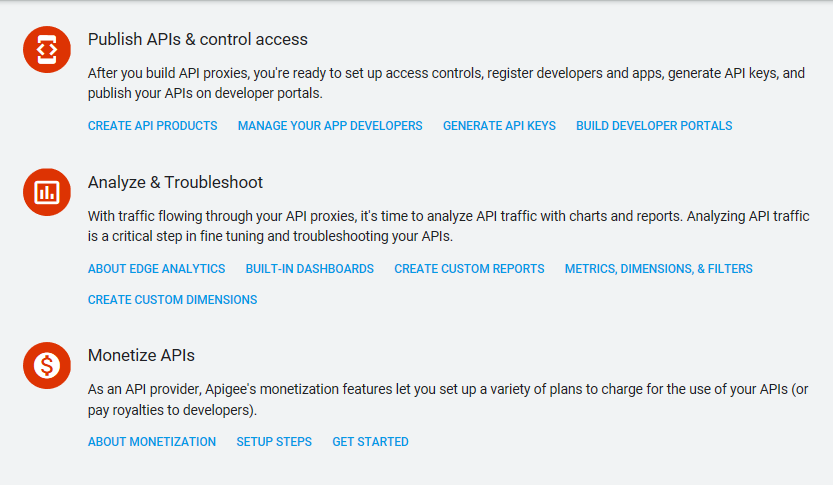 Publish APIs & control access
After you build API proxies, you're ready to set up access controls, register developers and apps, generate API keys, and
publish your APIs on developer portals.
CREATE API PRODUCTS MANAGE YOUR APP DEVELOPERS GENERATE API KEYS BUILD DEVELOPER PORTALS
Analyze & Troubleshoot
With traffic flowing through your API proxies, it's time to analyze API traffic with charts and reports. Analyzing API traffic
is a critical step in fine tuning and troubleshooting your APIs.
ABOUT EDGE ANALYTICS BUILT-IN DASHBOARDS CREATE CUSTOM REPORTS METRICS, DIMENSIONS, & FILTERS
CREATE CUSTOM DIMENSIONS
Monetize APIs
As an API provider, Apigee's monetization features let you set up a variety of plans to charge for the use of your APIs (or
pay royalties to developers).
ABOUT MONETIZATION SETUP STEPS GET STARTED